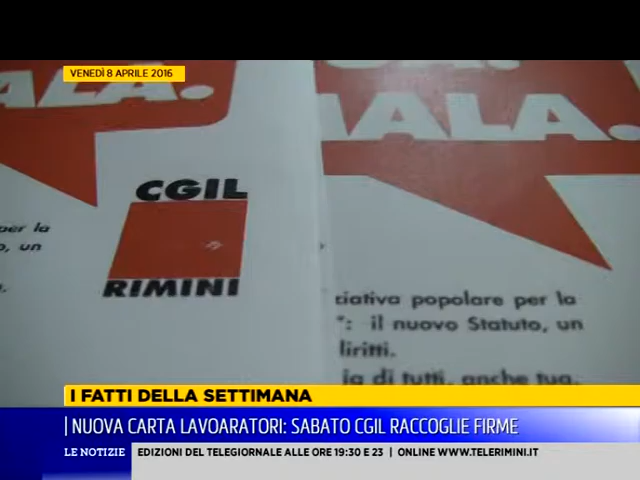 VENEDÌ 8 APRILE 2016
ALA.
ALA.
CGIL
RIMINI
per la
o, un
ziativa popolare per la
": il nuovo Statuto, un
diritti.
ia di tutti, anche tua.
I FATTI DELLA SETTIMANA
NUOVA CARTA LAVOARATORI: SABATO CGIL RACCOGLIE FIRME
LE NOTIZIE
EDIZIONI DEL TELEGIORNALE ALLE ORE 19:30 E 23 | ONLINE WWW.TELERIMINI.IT